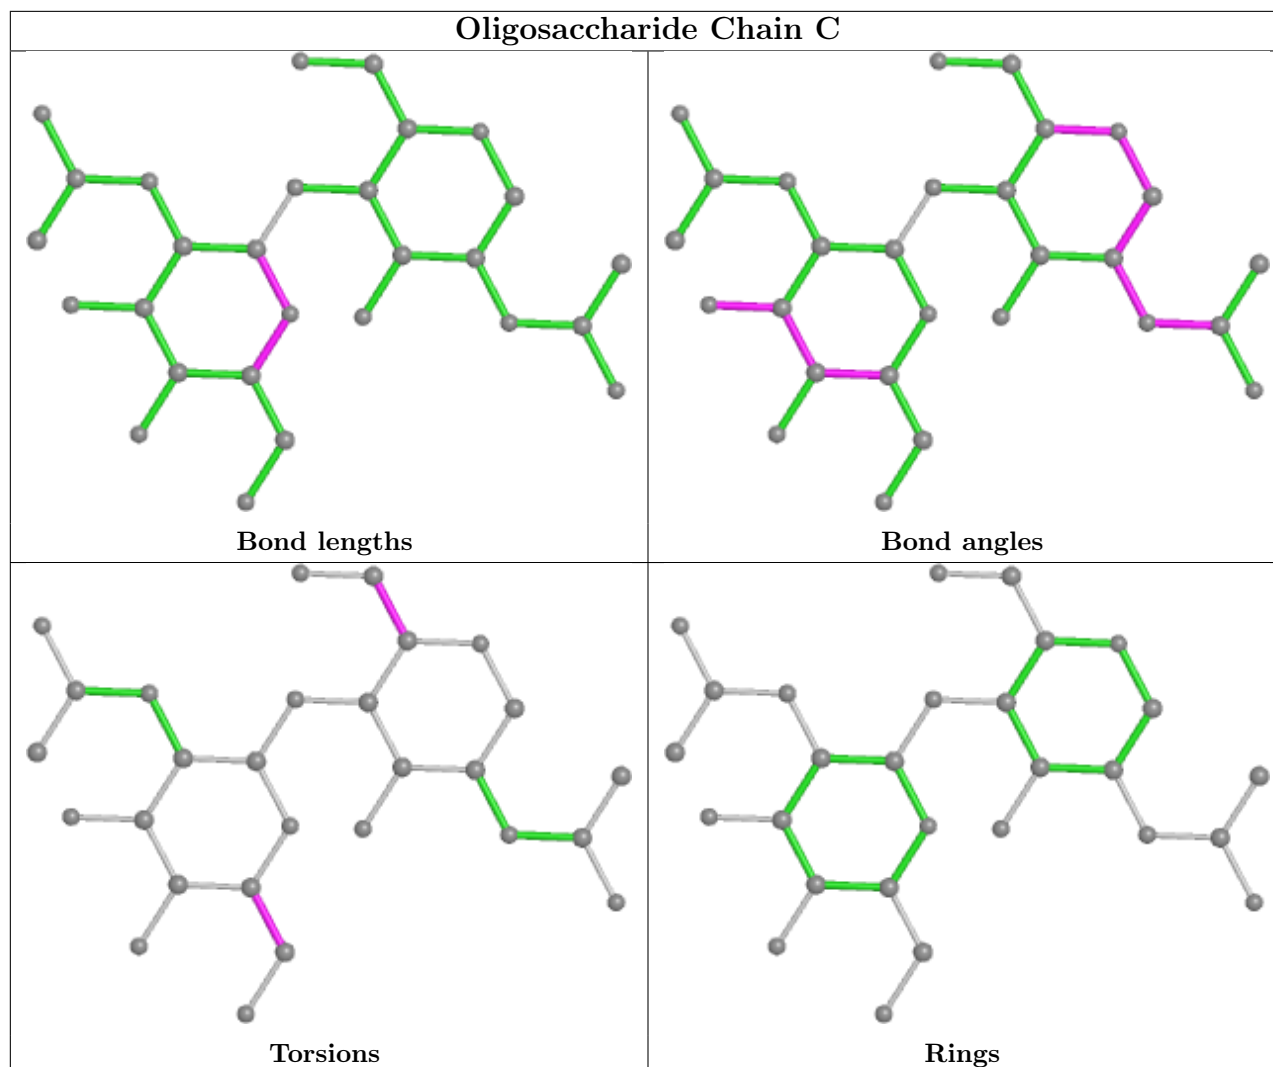 Oligosaccharide Chain C
Bond lengths
Bond angles
Torsions
Rings